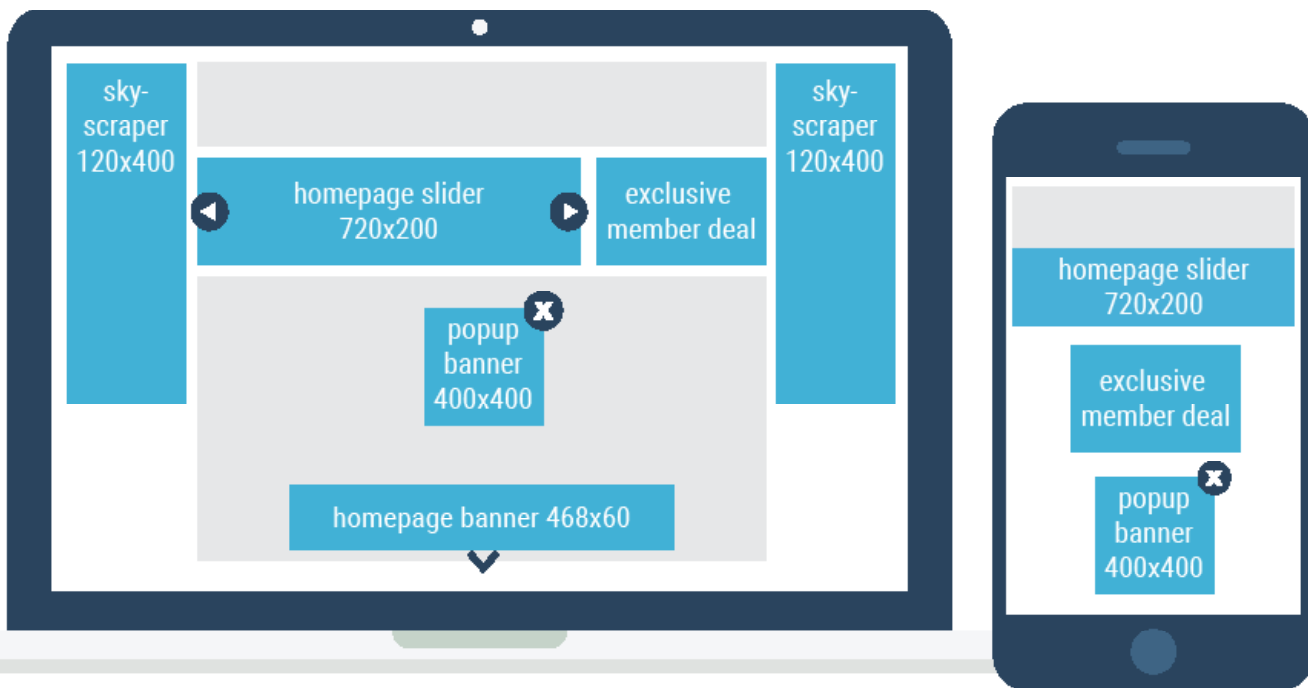 sky-
scraper
120x400
homepage slider
720x200
exclusive
member deal
sky-
scraper
120x400
popup
banner
400x400
x
homepage banner 468x60
homepage slider
720x200
exclusive
member deal
x
popup
banner
400x400